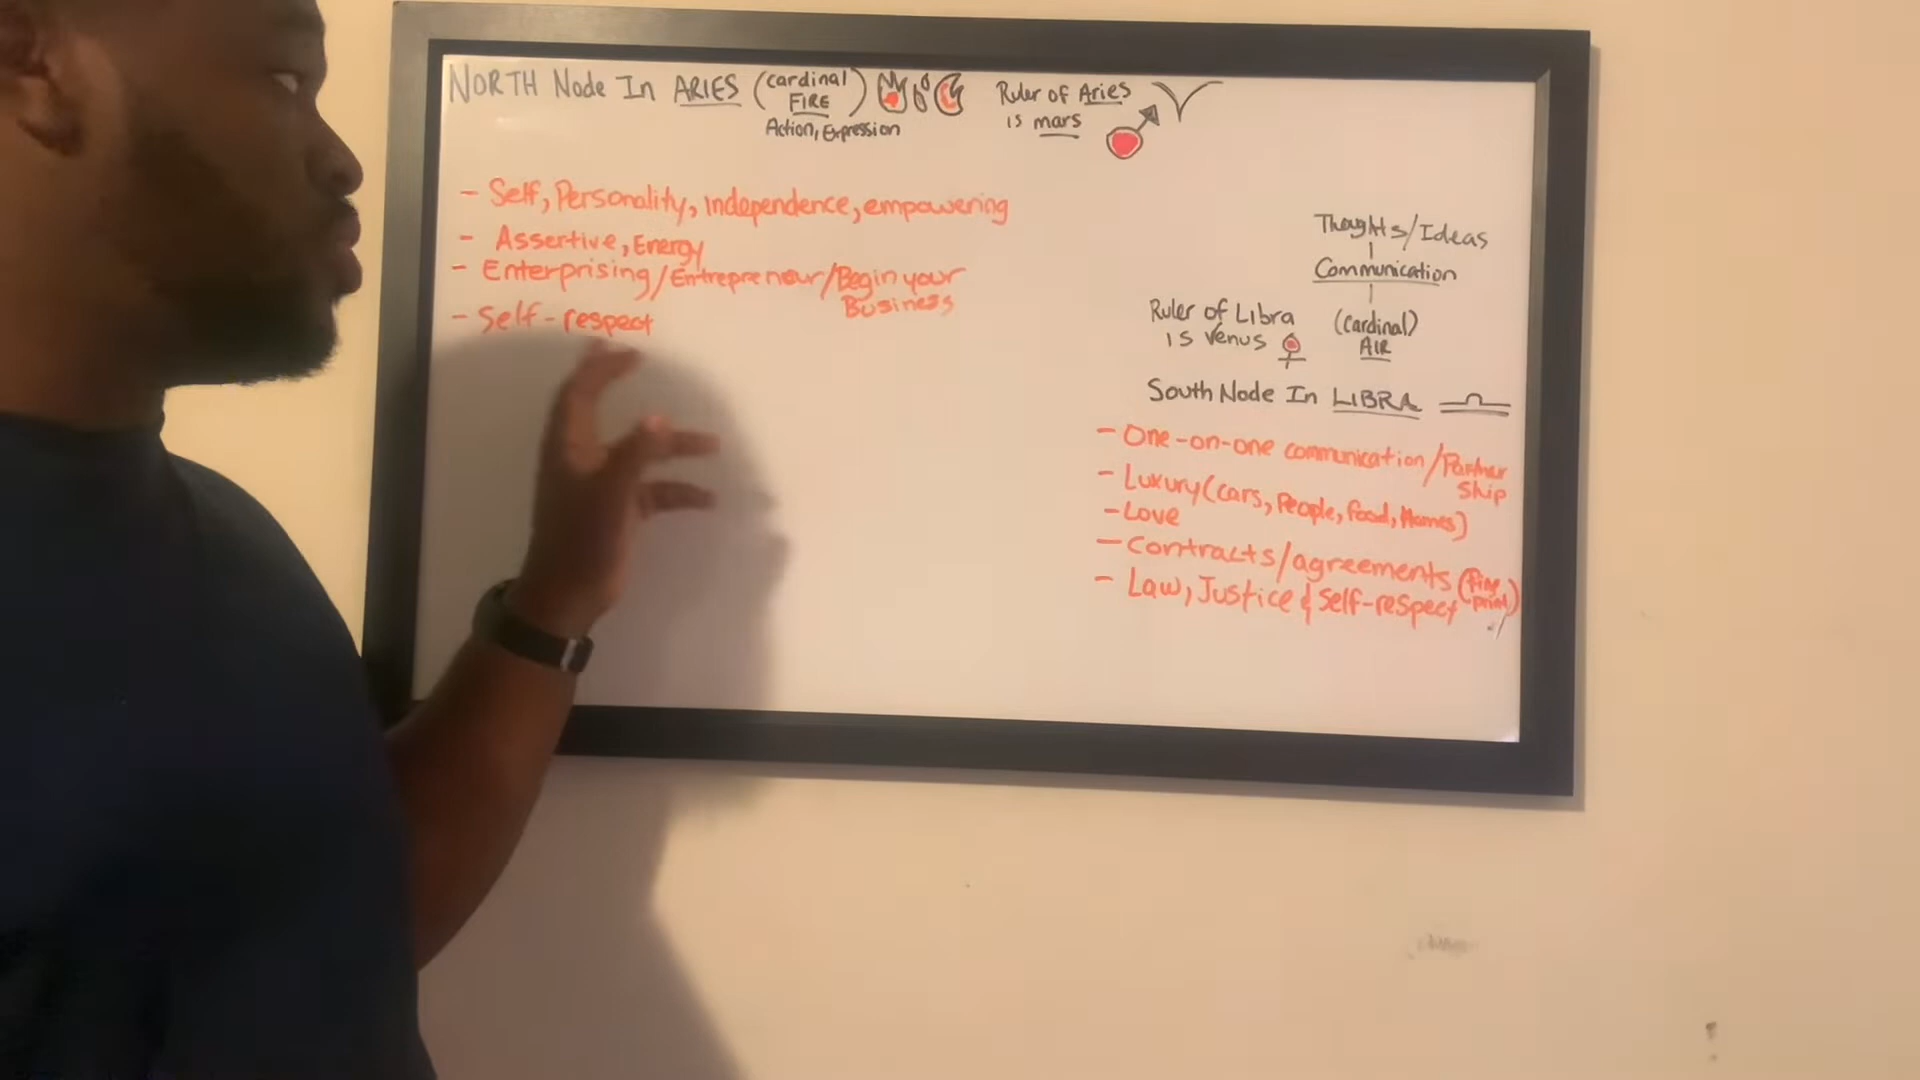 NORTH Node In ARIES (cardinal FIRE)
Action, Expression
Ruler of Aries
is mars
- Self, Personality, independence, empowering
- Assertive, Energy
- Enterprising/Entrepreneur/Begin your
Business
- Self-respect
Thoughts/Ideas
Communication
(cardinal)
AIR
Ruler of Libra
is Venus
South Node In LIBRA
- One-on-one communication/Partner
ship
- Luxury (cars, People, food, Homes)
- Love
- contracts/agreements (fine
print)
- Law, Justice & Self-respect